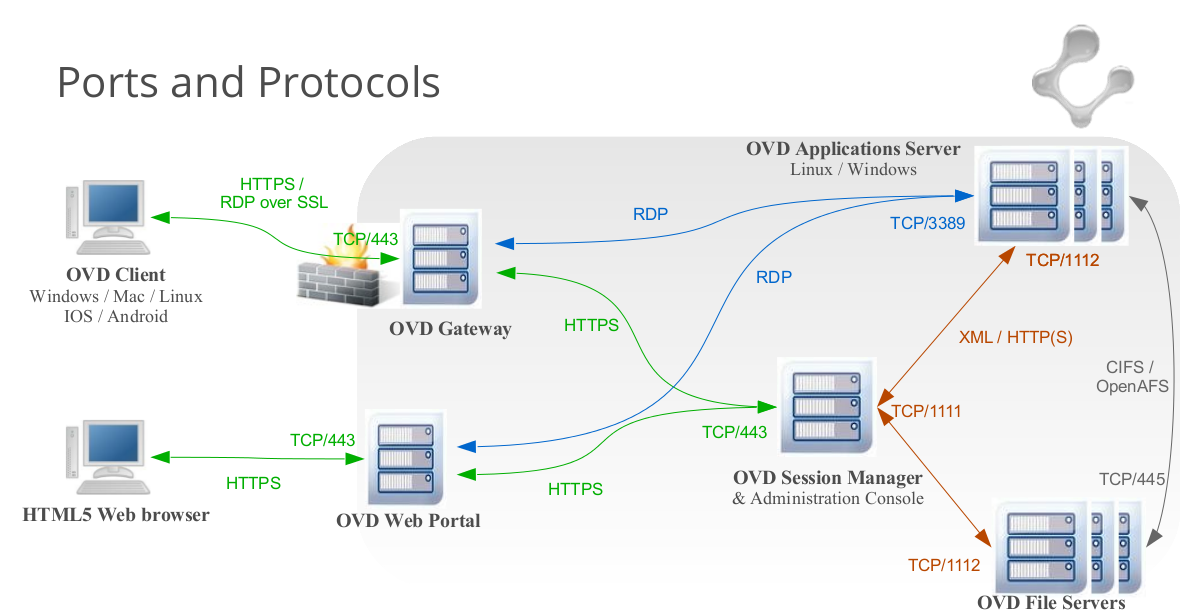 Ports and Protocols
OVD Applications Server
Linux / Windows
HTTPS /
RDP over SSL
RDP
TCP/3389
TCP/443
TCP/1112
OVD Client
Windows / Mac / Linux
IOS / Android
RDP
OVD Gateway
HTTPS
XML / HTTP(S)
CIFS /
OpenAFS
TCP/1111
TCP/443
TCP/443
HTTPS
HTTPS
OVD Session Manager
& Administration Console
TCP/445
HTML5 Web browser
OVD Web Portal
TCP/1112
OVD File Servers